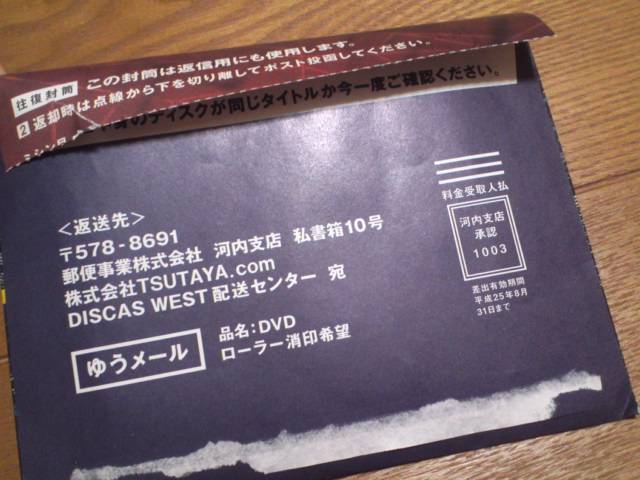 往復封筒 この封筒は返信用にも使用します。
2 返却時は点線から下を切り離してポスト投函してください。
のディスクが同じタイトルか今一度ご確認ください。
ミシン目
<返送先>
〒578-8691
郵便事業株式会社 河内支店 私書箱10号
株式会社TSUTAYA.com
DISCAS WEST配送センター 宛
ゆうメール
品名:DVD
ローラー消印希望
料金受取人払
河内支店
承認
1003
差出有効期間
平成25年8月
31日まで